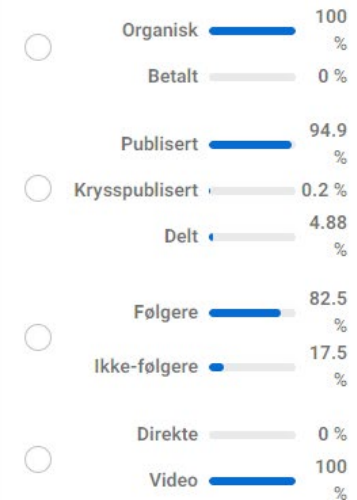 Organisk 100 %
Betalt 0 %
Publisert 94.9 %
Krysspublisert 0.2 %
Delt 4.88 %
Følgere 82.5 %
Ikke-følgere 17.5 %
Direkte 0 %
Video 100 %